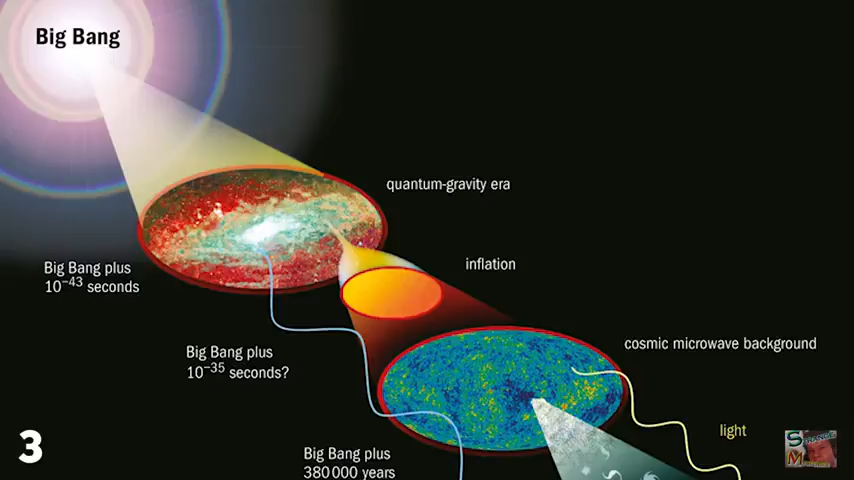 Big Bang
quantum-gravity era
Big Bang plus
10⁻⁴³ seconds
inflation
Big Bang plus
10⁻³⁵ seconds?
cosmic microwave background
light
Big Bang plus
380 000 years
3
STRANGE